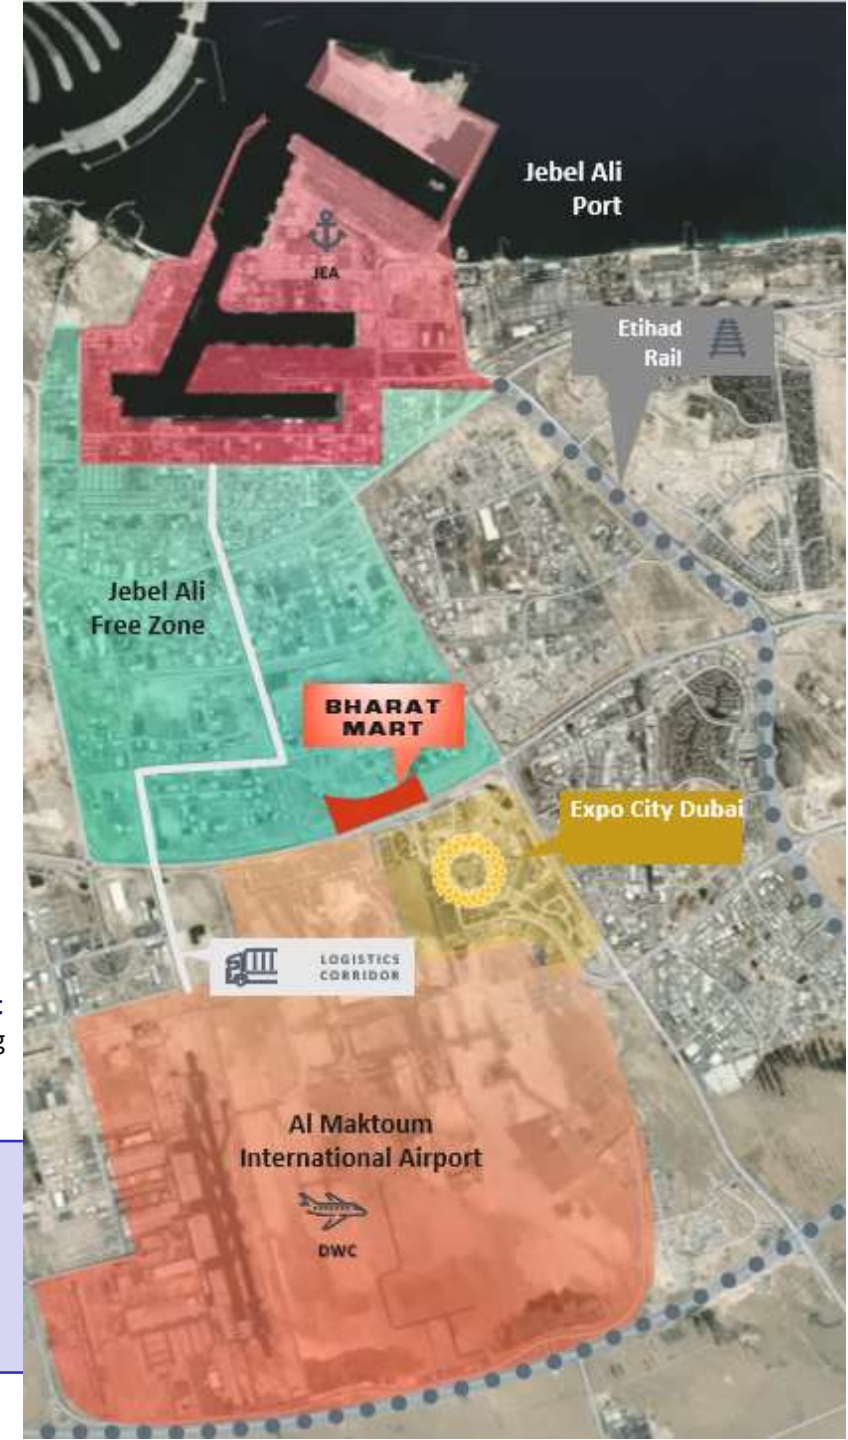 Jebel Ali
Port
JEA
Etihad
Rail
Jebel Ali
Free Zone
BHARAT
MART
Expo City Dubai
LOGISTICS
CORRIDOR
Al Maktoum
International Airport
DWC